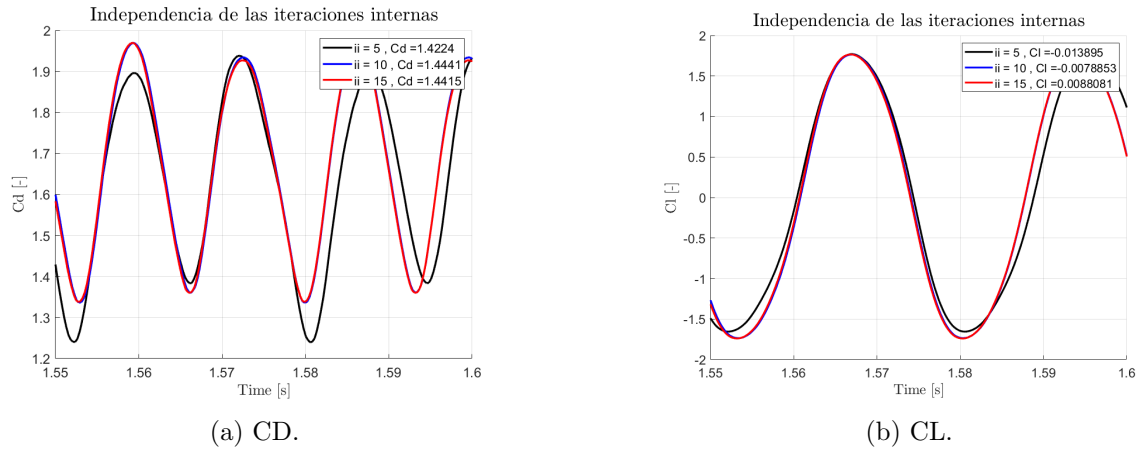 Independencia de las iteraciones internas
2
1.9
1.8
1.7
1.6
1.5
1.4
1.3
1.2
Cd [-]
ii = 5 , Cd =1.4224
ii = 10 , Cd =1.4441
ii = 15 , Cd =1.4415
1.55 1.56 1.57 1.58 1.59 1.6
Time [s]
(a) CD.
Independencia de las iteraciones internas
2
1.5
1
0.5
0
-0.5
-1
-1.5
-2
Cl [-]
ii = 5 , Cl =-0.013895
ii = 10 , Cl =-0.0078853
ii = 15 , Cl =0.0088081
1.55 1.56 1.57 1.58 1.59 1.6
Time [s]
(b) CL.